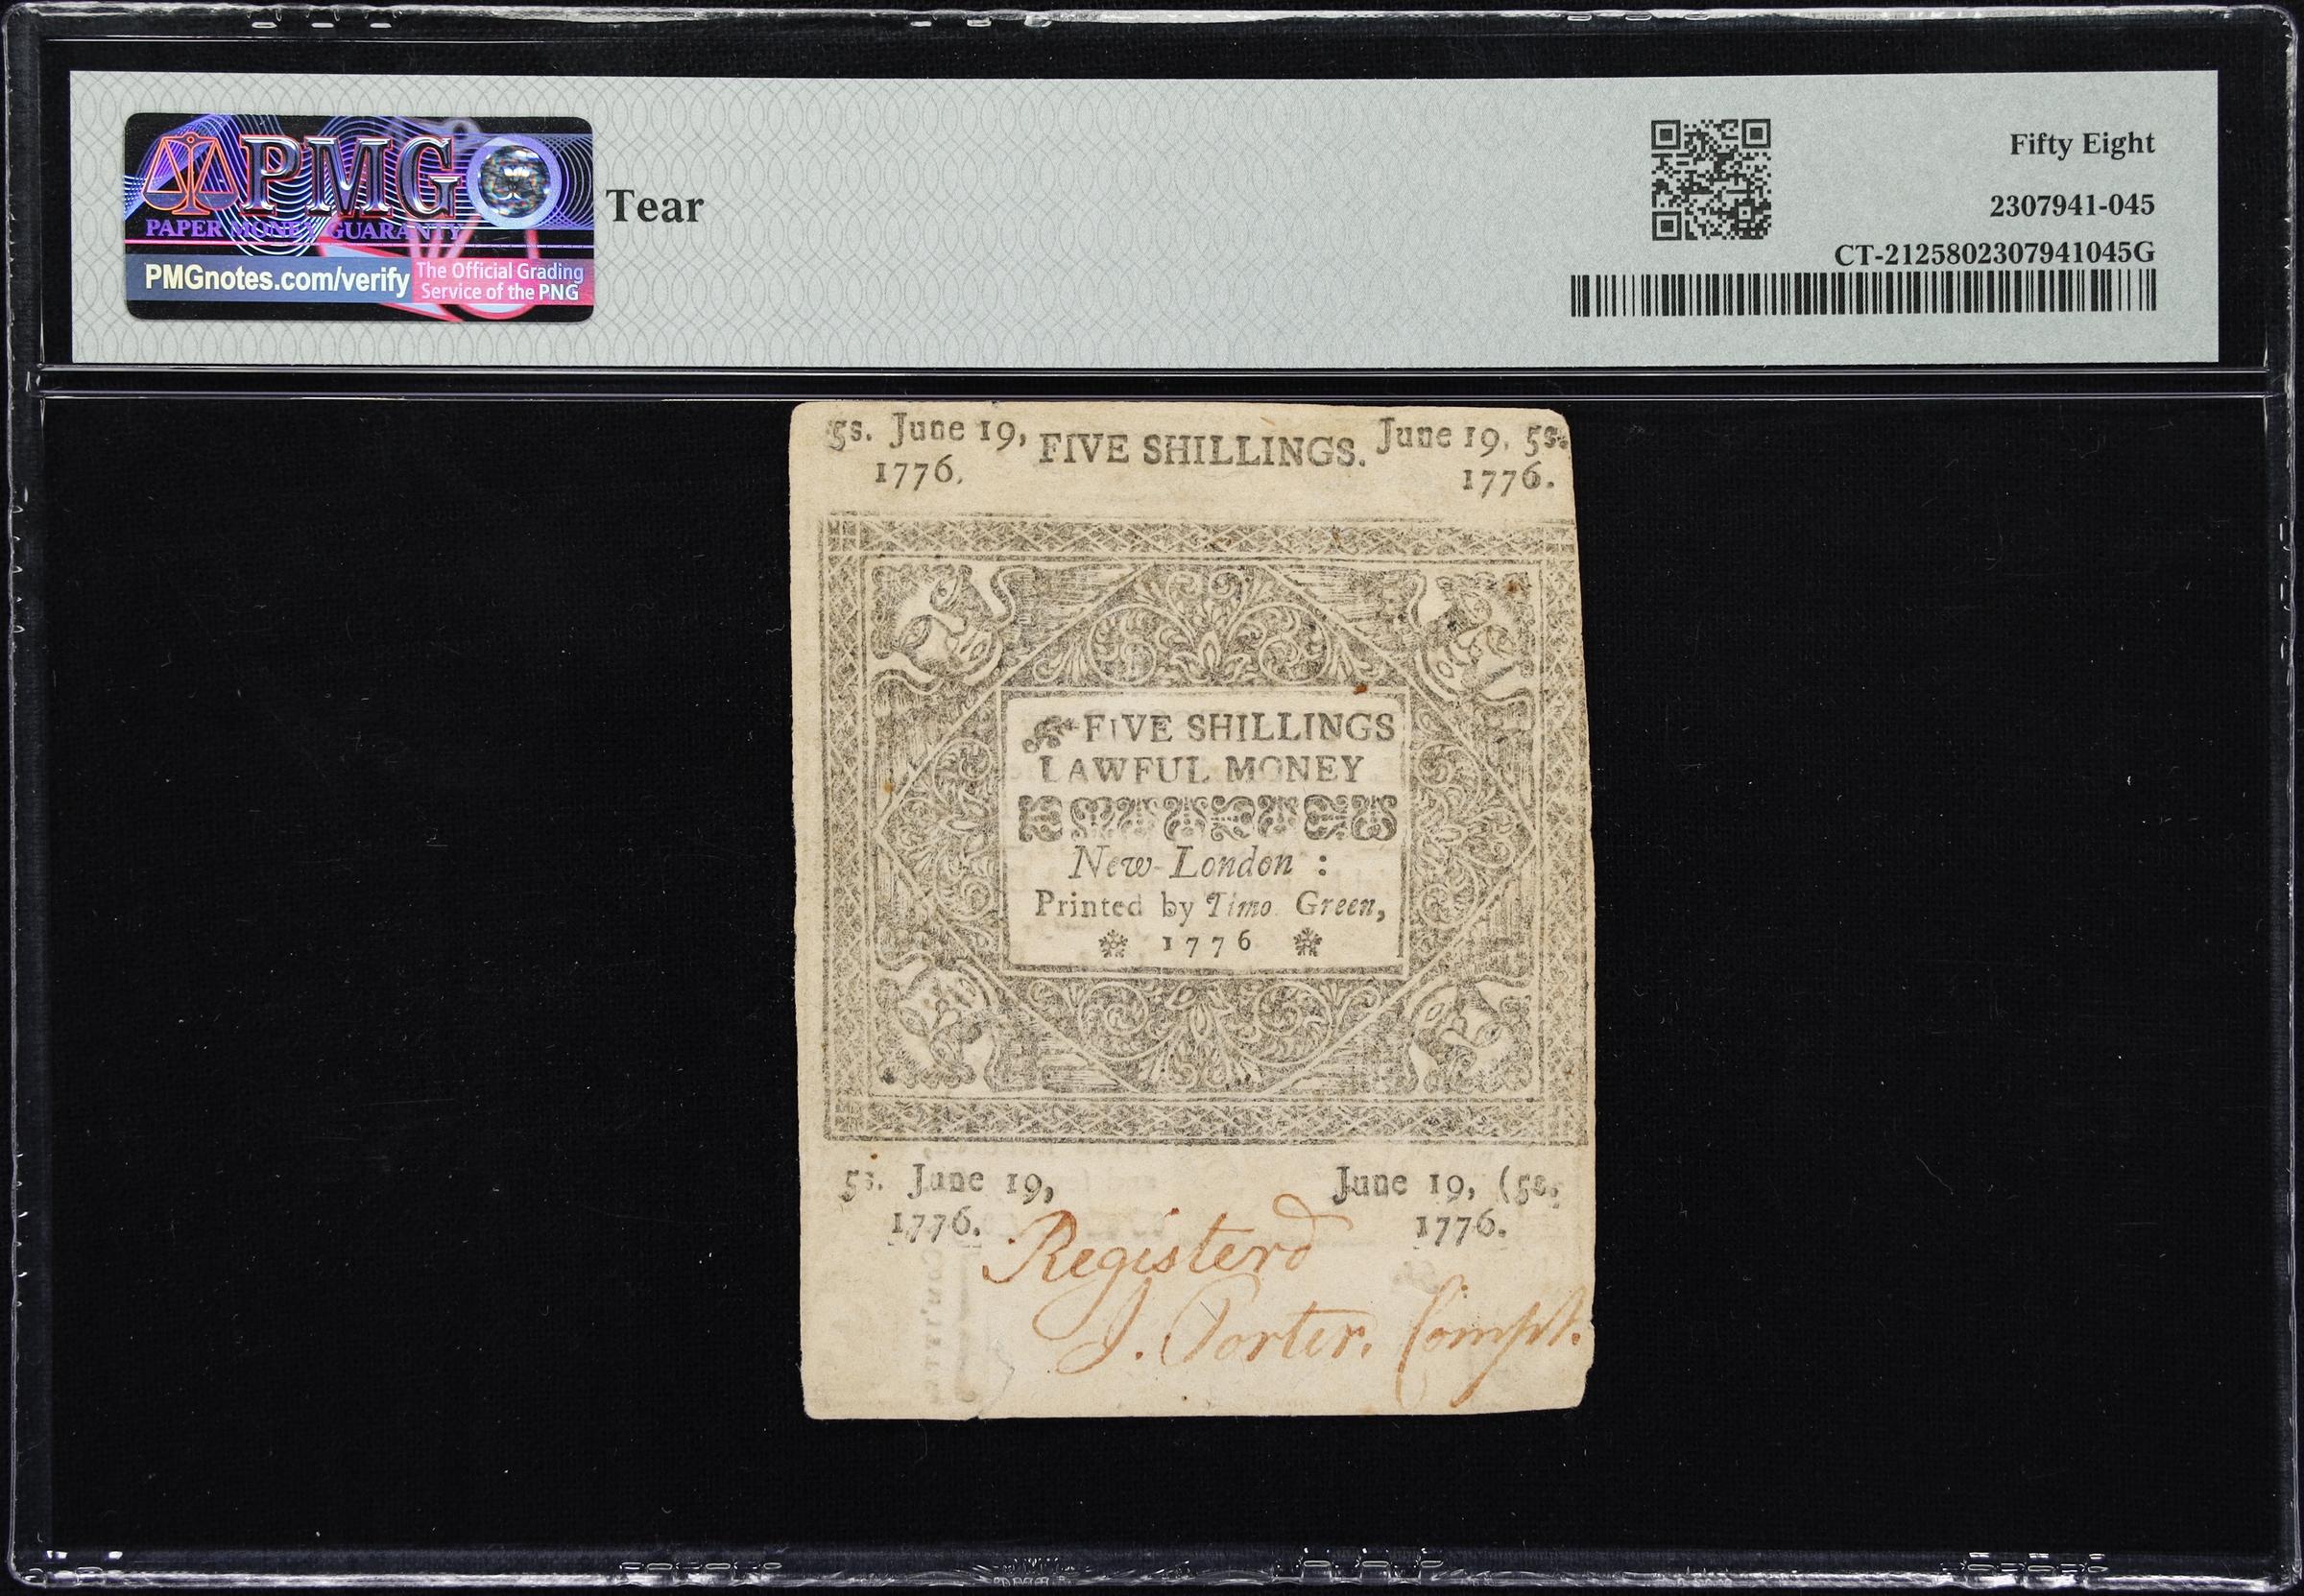 PMG
PAPER MONEY GUARANTY
PMGnotes.com/verify
The Official Grading
Service of the PNG
Tear
Fifty Eight
2307941-045
CT-2125802307941045G
5s. June 19, FIVE SHILLINGS. June 19, 5s.
1776. 1776.
FIVE SHILLINGS
LAWFUL MONEY
New-London :
Printed by Timo. Green,
1776
5s. June 19, June 19, (5s.
1776. 1776.
Registerd
J. Porter. Compt.